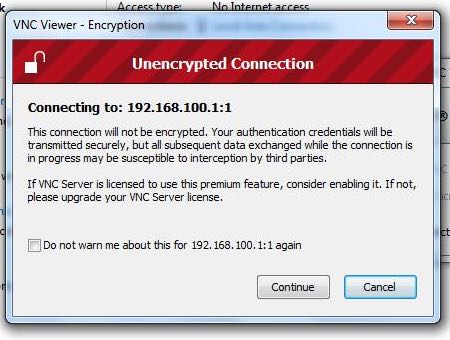 Access type: No Internet access
VNC Viewer - Encryption
Unencrypted Connection
Connecting to: 192.168.100.1:1
This connection will not be encrypted. Your authentication credentials will be
transmitted securely, but all subsequent data exchanged while the connection is
in progress may be susceptible to interception by third parties.
If VNC Server is licensed to use this premium feature, consider enabling it. If not,
please upgrade your VNC Server license.
Do not warn me about this for 192.168.100.1:1 again
Continue
Cancel